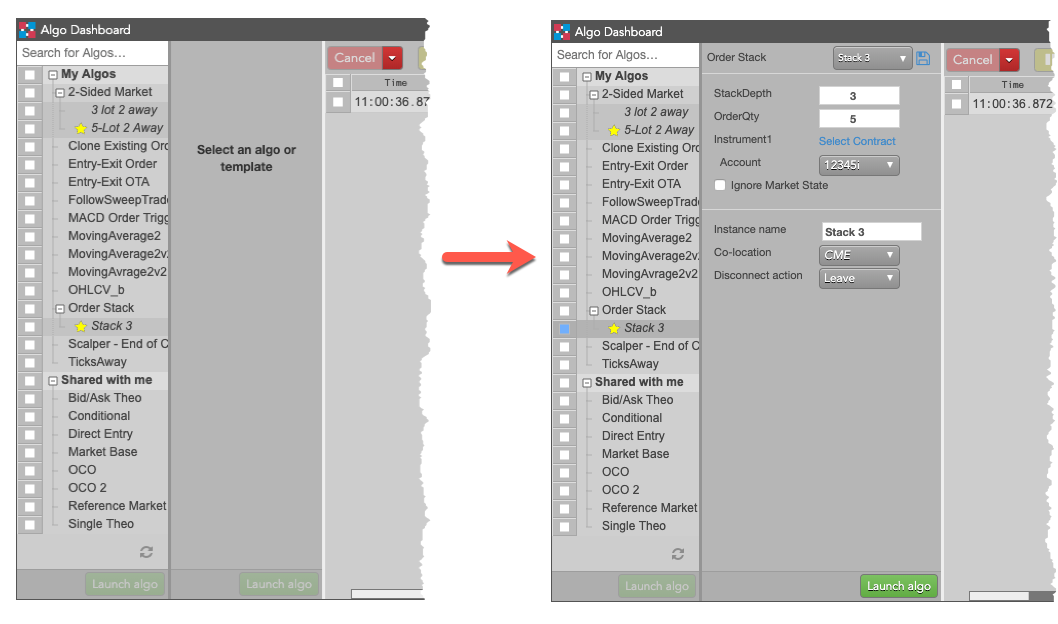 Algo Dashboard
Search for Algos...
My Algos
2-Sided Market
3 lot 2 away
5-Lot 2 Away
Clone Existing Orc
Entry-Exit Order
Entry-Exit OTA
FollowSweepTrad
MACD Order Trigg
MovingAverage2
MovingAverage2v
MovingAvrage2v2
OHLCV_b
Order Stack
Stack 3
Scalper - End of C
TicksAway
Shared with me
Bid/Ask Theo
Conditional
Direct Entry
Market Base
OCO
OCO 2
Reference Market
Single Theo
Launch algo
Select an algo or
template
Launch algo
Cancel
Time
11:00:36.87
Algo Dashboard
Search for Algos...
My Algos
2-Sided Market
3 lot 2 away
5-Lot 2 Away
Clone Existing Orc
Entry-Exit Order
Entry-Exit OTA
FollowSweepTrad
MACD Order Trigg
MovingAverage2
MovingAverage2v
MovingAvrage2v2
OHLCV_b
Order Stack
Stack 3
Scalper - End of C
TicksAway
Shared with me
Bid/Ask Theo
Conditional
Direct Entry
Market Base
OCO
OCO 2
Reference Market
Single Theo
Launch algo
Order Stack Stack 3
StackDepth 3
OrderQty 5
Instrument1 Select Contract
Account 12345i
Ignore Market State
Instance name Stack 3
Co-location CME
Disconnect action Leave
Launch algo
Cancel
Time
11:00:36.872